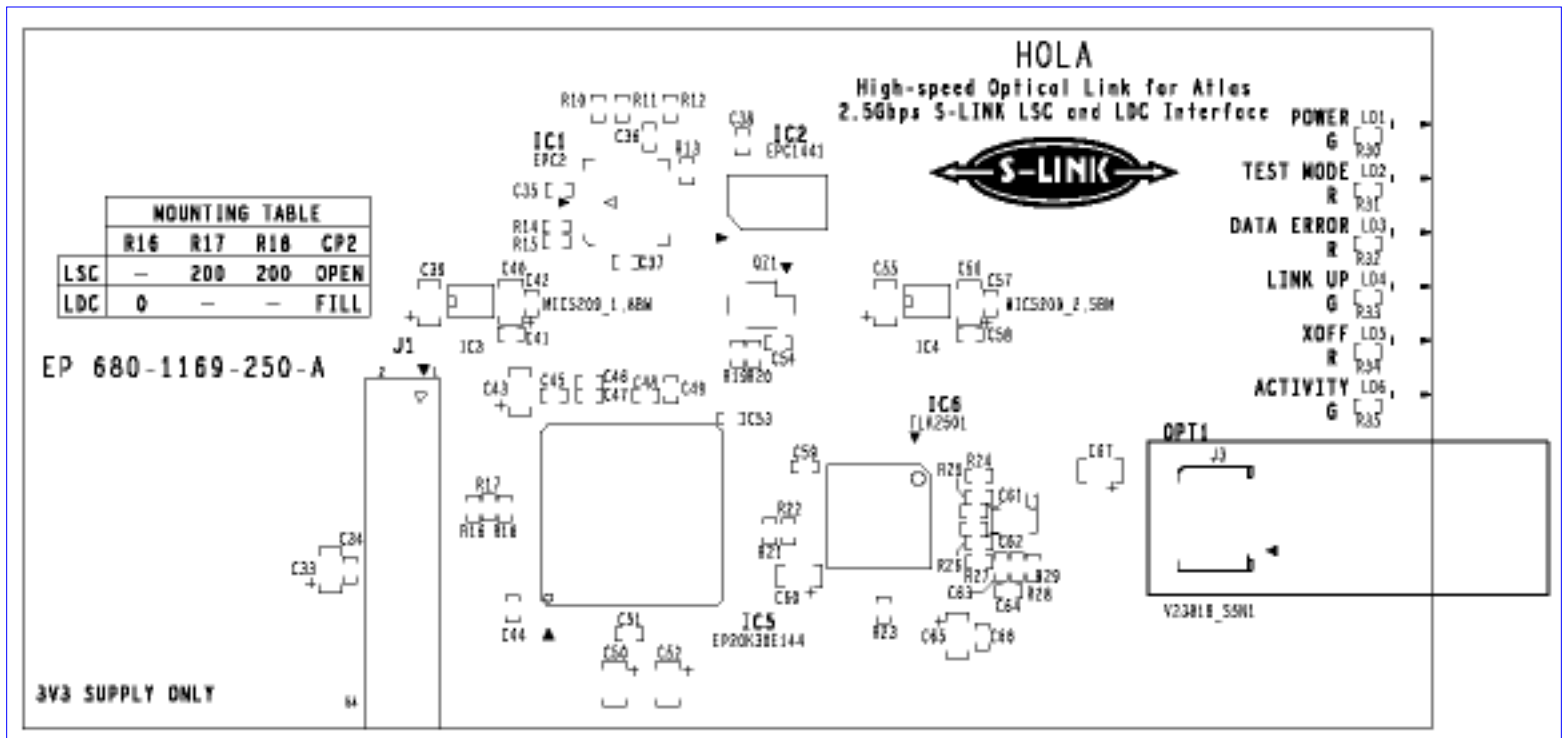 HOLA
High-speed Optical Link for Atlas
2.5Gbps S-LINK LSC and LDC Interface
S-LINK
R10 R11 R12
C36
R13
C38
IC1
EPC2
IC2
EPC1441
C35
R14
R15
C37
POWER LD1
G R30
TEST MODE LD2
R R31
DATA ERROR LD3
R R32
LINK UP LD4
G R33
XOFF LD5
R R34
ACTIVITY LD6
G R35
MOUNTING TABLE
R16 R17 R18 CP2
LSC — 200 200 OPEN
LDC 0 — — FILL
C39 C40 C42
MIC5209_1,8BM
IC3 C41
QZ1
C54
R19 R20
C55 C56 C57
MIC5209_2,5BM
IC4 C58
EP 680-1169-250-A
J1
2 1
C43 C45 C46
C47 C48 C49
C53
IC6
TLK2501
C59
R17
R16 R18
R22
R21
C60
R25 R24
C61
C62
R26
R27 R29
C63 R28
C64
C65 C66
R23
C67
OPT1
J3
V23818_S5N1
C34
C33
C44
C51
C50 C52
IC5
EP20K30E144
3V3 SUPPLY ONLY
64